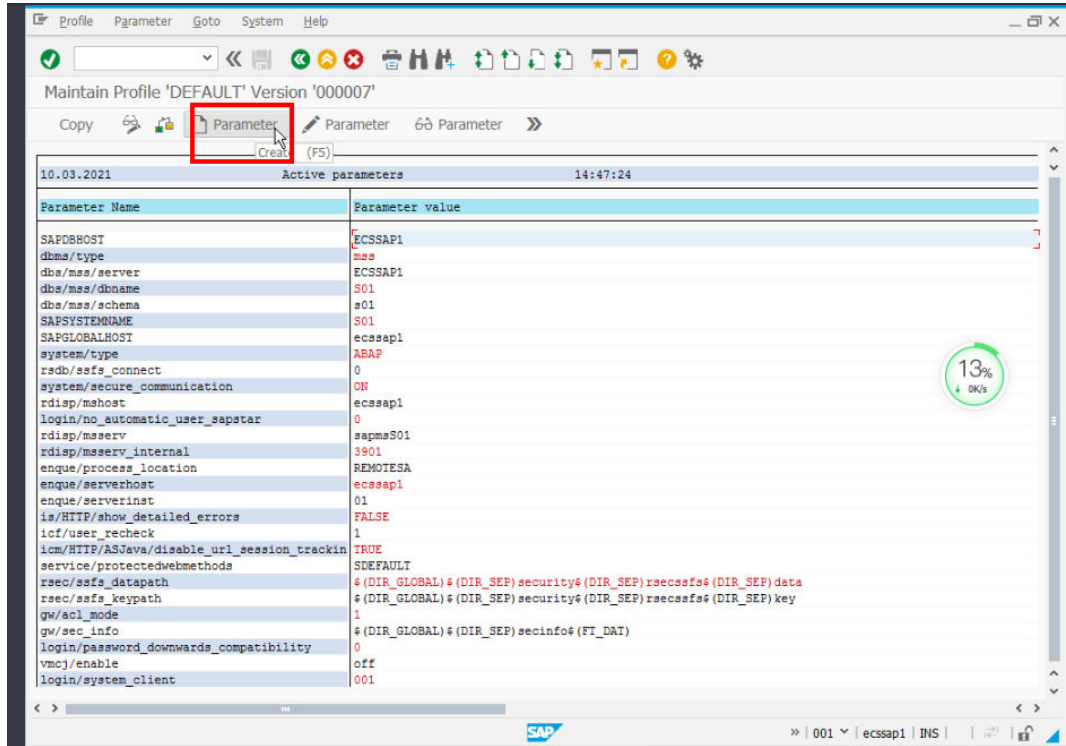 Profile Parameter Goto System Help
Maintain Profile 'DEFAULT' Version '000007'
Copy Parameter Parameter Parameter
Create (F5)
10.03.2021 Active parameters 14:47:24
Parameter Name Parameter value
SAPDBHOST ECSSAP1
dbms/type mss
dbs/mss/server ECSSAP1
dbs/mss/dbname S01
dbs/mss/schema s01
SAPSYSTEMNAME S01
SAPGLOBALHOST ecssap1
system/type ABAP
rsdb/ssfs_connect 0
system/secure_communication ON
rdisp/mshost ecssap1
login/no_automatic_user_sapstar 0
rdisp/msserv sapmsS01
rdisp/msserv_internal 3901
enque/process_location REMOTESA
enque/serverhost ecssap1
enque/serverinst 01
is/HTTP/show_detailed_errors FALSE
icf/user_recheck 1
icm/HTTP/ASJava/disable_url_session_trackin TRUE
service/protectedwebmethods SDEFAULT
rsec/ssfs_datapath $(DIR_GLOBAL)$(DIR_SEP)security$(DIR_SEP)rsecssfs$(DIR_SEP)data
rsec/ssfs_keypath $(DIR_GLOBAL)$(DIR_SEP)security$(DIR_SEP)rsecssfs$(DIR_SEP)key
gw/acl_mode 1
gw/sec_info $(DIR_GLOBAL)$(DIR_SEP)secinfo$(FT_DAT)
login/password_downwards_compatibility 0
vmcj/enable off
login/system_client 001
13%
0K/s
SAP 001 ecssap1 INS